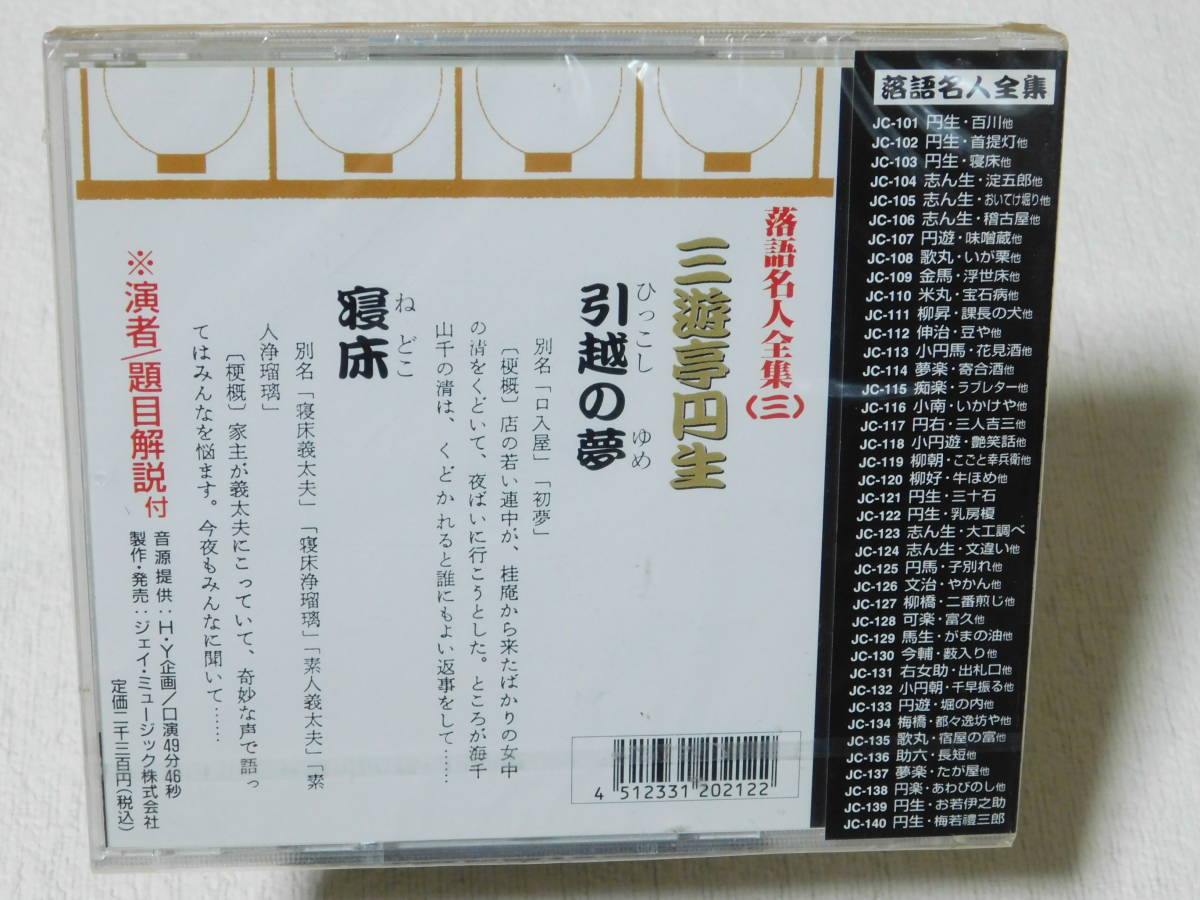 落語名人全集(三)
三遊亭円生
ひっこし　ゆめ
引越の夢
別名「口入屋」「初夢」
〔梗概〕店の若い連中が、桂庵から来たばかりの女中
の清をくどいて、夜ばいに行こうとした。ところが海千
山千の清は、くどかれると誰にもよい返事をして……
ね　どこ
寝床
別名「寝床義太夫」「寝床浄瑠璃」「素人義太夫」「素
人浄瑠璃」
〔梗概〕家主が義太夫にこっていて、奇妙な声で語っ
てはみんなを悩ます。今夜もみんなに聞いて……
※演者/題目解説付
音源提供:H・Y企画/口演49分46秒
製作・発売:ジェイ・ミュージック株式会社
定価二千三百円(税込)
4 512331 202122
落語名人全集
JC-101 円生・百川他
JC-102 円生・首提灯他
JC-103 円生・寝床他
JC-104 志ん生・淀五郎他
JC-105 志ん生・おいてけ堀り他
JC-106 志ん生・稽古屋他
JC-107 円遊・味噌蔵他
JC-108 歌丸・いが栗他
JC-109 金馬・浮世床他
JC-110 米丸・宝石病他
JC-111 柳昇・課長の犬他
JC-112 伸治・豆や他
JC-113 小円馬・花見酒他
JC-114 夢楽・寄合酒他
JC-115 痴楽・ラブレター他
JC-116 小南・いかけや他
JC-117 円右・三人吉三他
JC-118 小円遊・艶笑話他
JC-119 柳朝・こごと幸兵衛他
JC-120 柳好・牛ほめ他
JC-121 円生・三十石
JC-122 円生・乳房榎
JC-123 志ん生・大工調べ
JC-124 志ん生・文違い他
JC-125 円馬・子別れ他
JC-126 文治・やかん他
JC-127 柳橋・二番煎じ他
JC-128 可楽・富久他
JC-129 馬生・がまの油他
JC-130 今輔・藪入り他
JC-131 右女助・出札口他
JC-132 小円朝・千早振る他
JC-133 円遊・堀の内他
JC-134 梅橋・都々逸坊や他
JC-135 歌丸・宿屋の富他
JC-136 助六・長短他
JC-137 夢楽・たが屋他
JC-138 円楽・あわびのし他
JC-139 円生・お若伊之助
JC-140 円生・梅若禮三郎